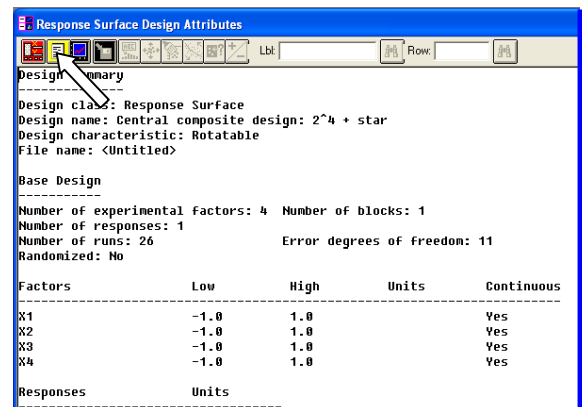 Response Surface Design Attributes
Lbl: Row:
Design mmary
Design class: Response Surface
Design name: Central composite design: 2^4 + star
Design characteristic: Rotatable
File name: <Untitled>
Base Design
Number of experimental factors: 4 Number of blocks: 1
Number of responses: 1
Number of runs: 26 Error degrees of freedom: 11
Randomized: No
Factors Low High Units Continuous
X1 -1.0 1.0 Yes
X2 -1.0 1.0 Yes
X3 -1.0 1.0 Yes
X4 -1.0 1.0 Yes
Responses Units